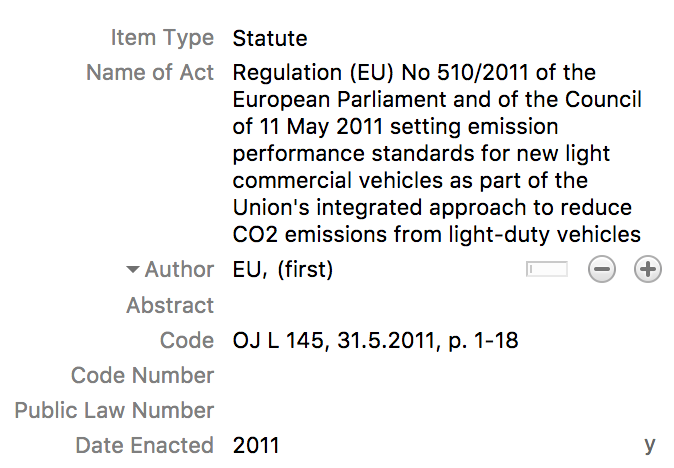 Item Type Statute
Name of Act Regulation (EU) No 510/2011 of the
European Parliament and of the Council
of 11 May 2011 setting emission
performance standards for new light
commercial vehicles as part of the
Union's integrated approach to reduce
CO2 emissions from light-duty vehicles
Author EU, (first)
Abstract
Code OJ L 145, 31.5.2011, p. 1-18
Code Number
Public Law Number
Date Enacted 2011 y